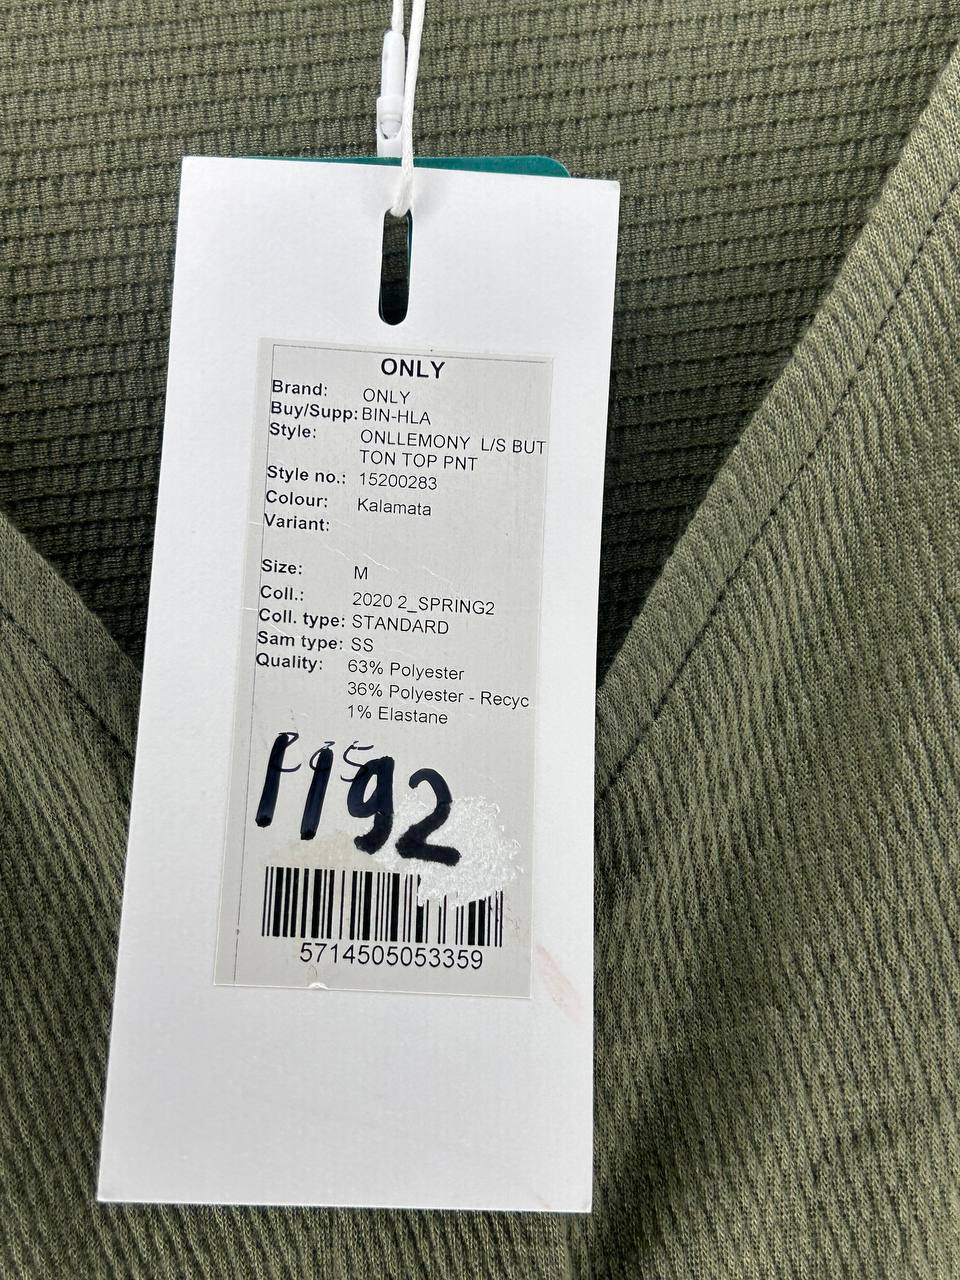 ONLY
Brand: ONLY
Buy/Supp: BIN-HLA
Style: ONLLEMONY L/S BUT
TON TOP PNT
Style no.: 15200283
Colour: Kalamata
Variant:
Size: M
Coll.: 2020 2_SPRING2
Coll. type: STANDARD
Sam type: SS
Quality: 63% Polyester
36% Polyester - Recyc
1% Elastane
1192
5714505053359